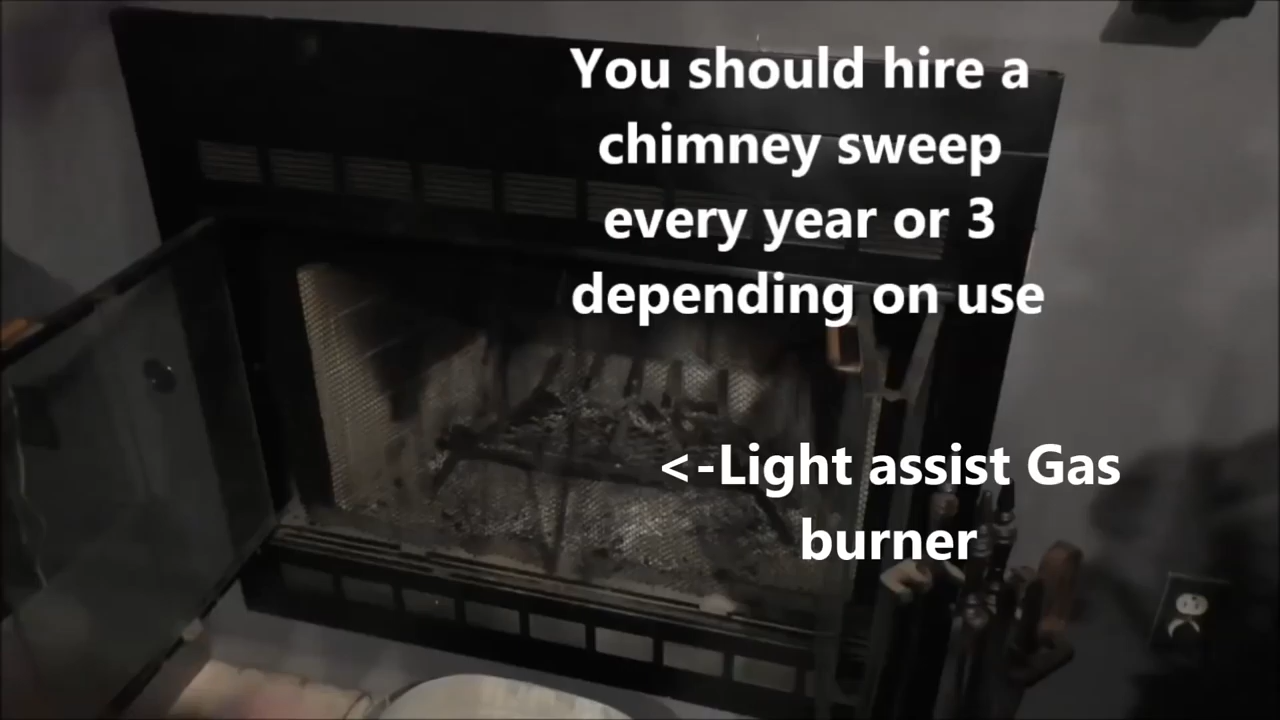 You should hire a
chimney sweep
every year or 3
depending on use
<-Light assist Gas
burner